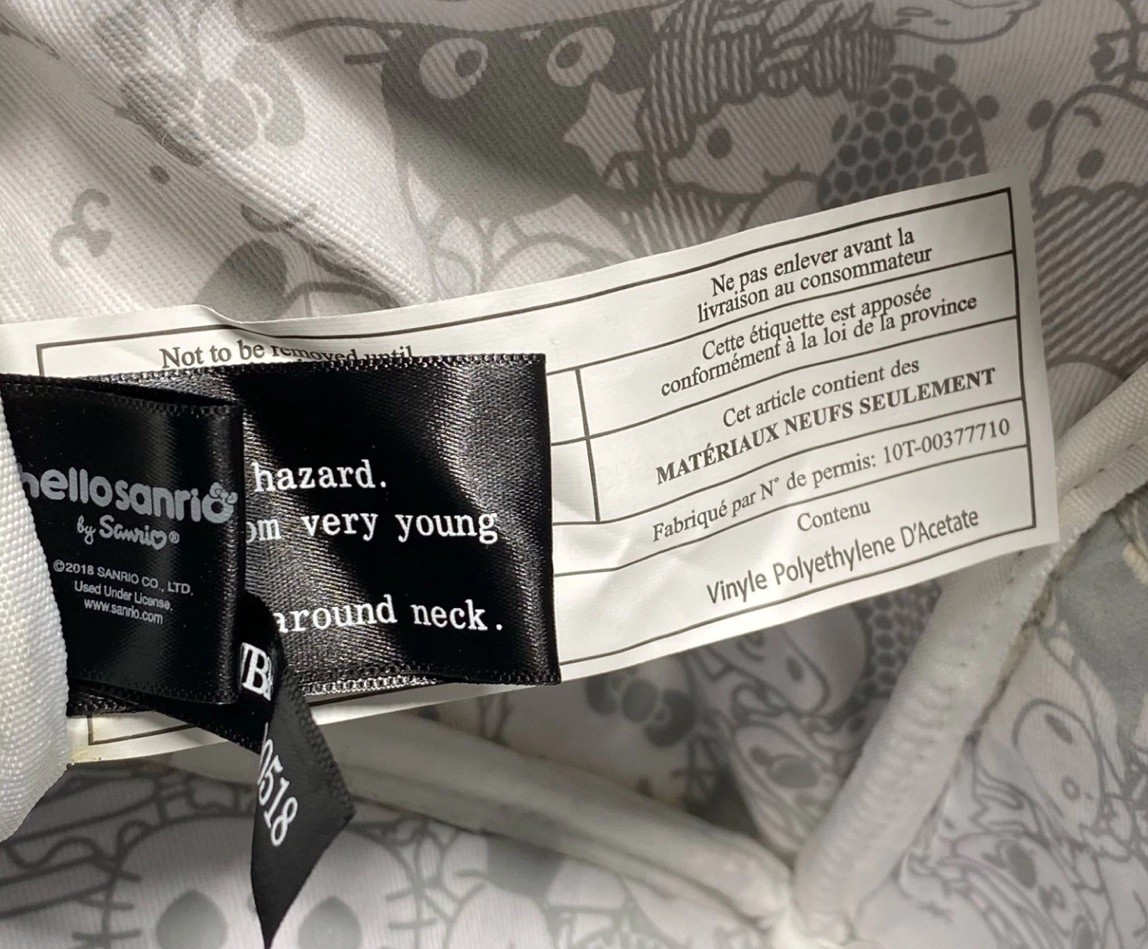 Ne pas enlever avant la
livraison au consommateur
Cette étiquette est apposée
conformément à la loi de la province
Cet article contient des
MATÉRIAUX NEUFS SEULEMENT
Fabriqué par N° de permis: 10T-00377710
Contenu
Vinyle Polyethylene D'Acetate
Not to be removed until
hazard.
very young
around neck.
hellosanrio
by Sanrio®
©2018 SANRIO CO., LTD.
Used Under License.
www.sanrio.com
0518